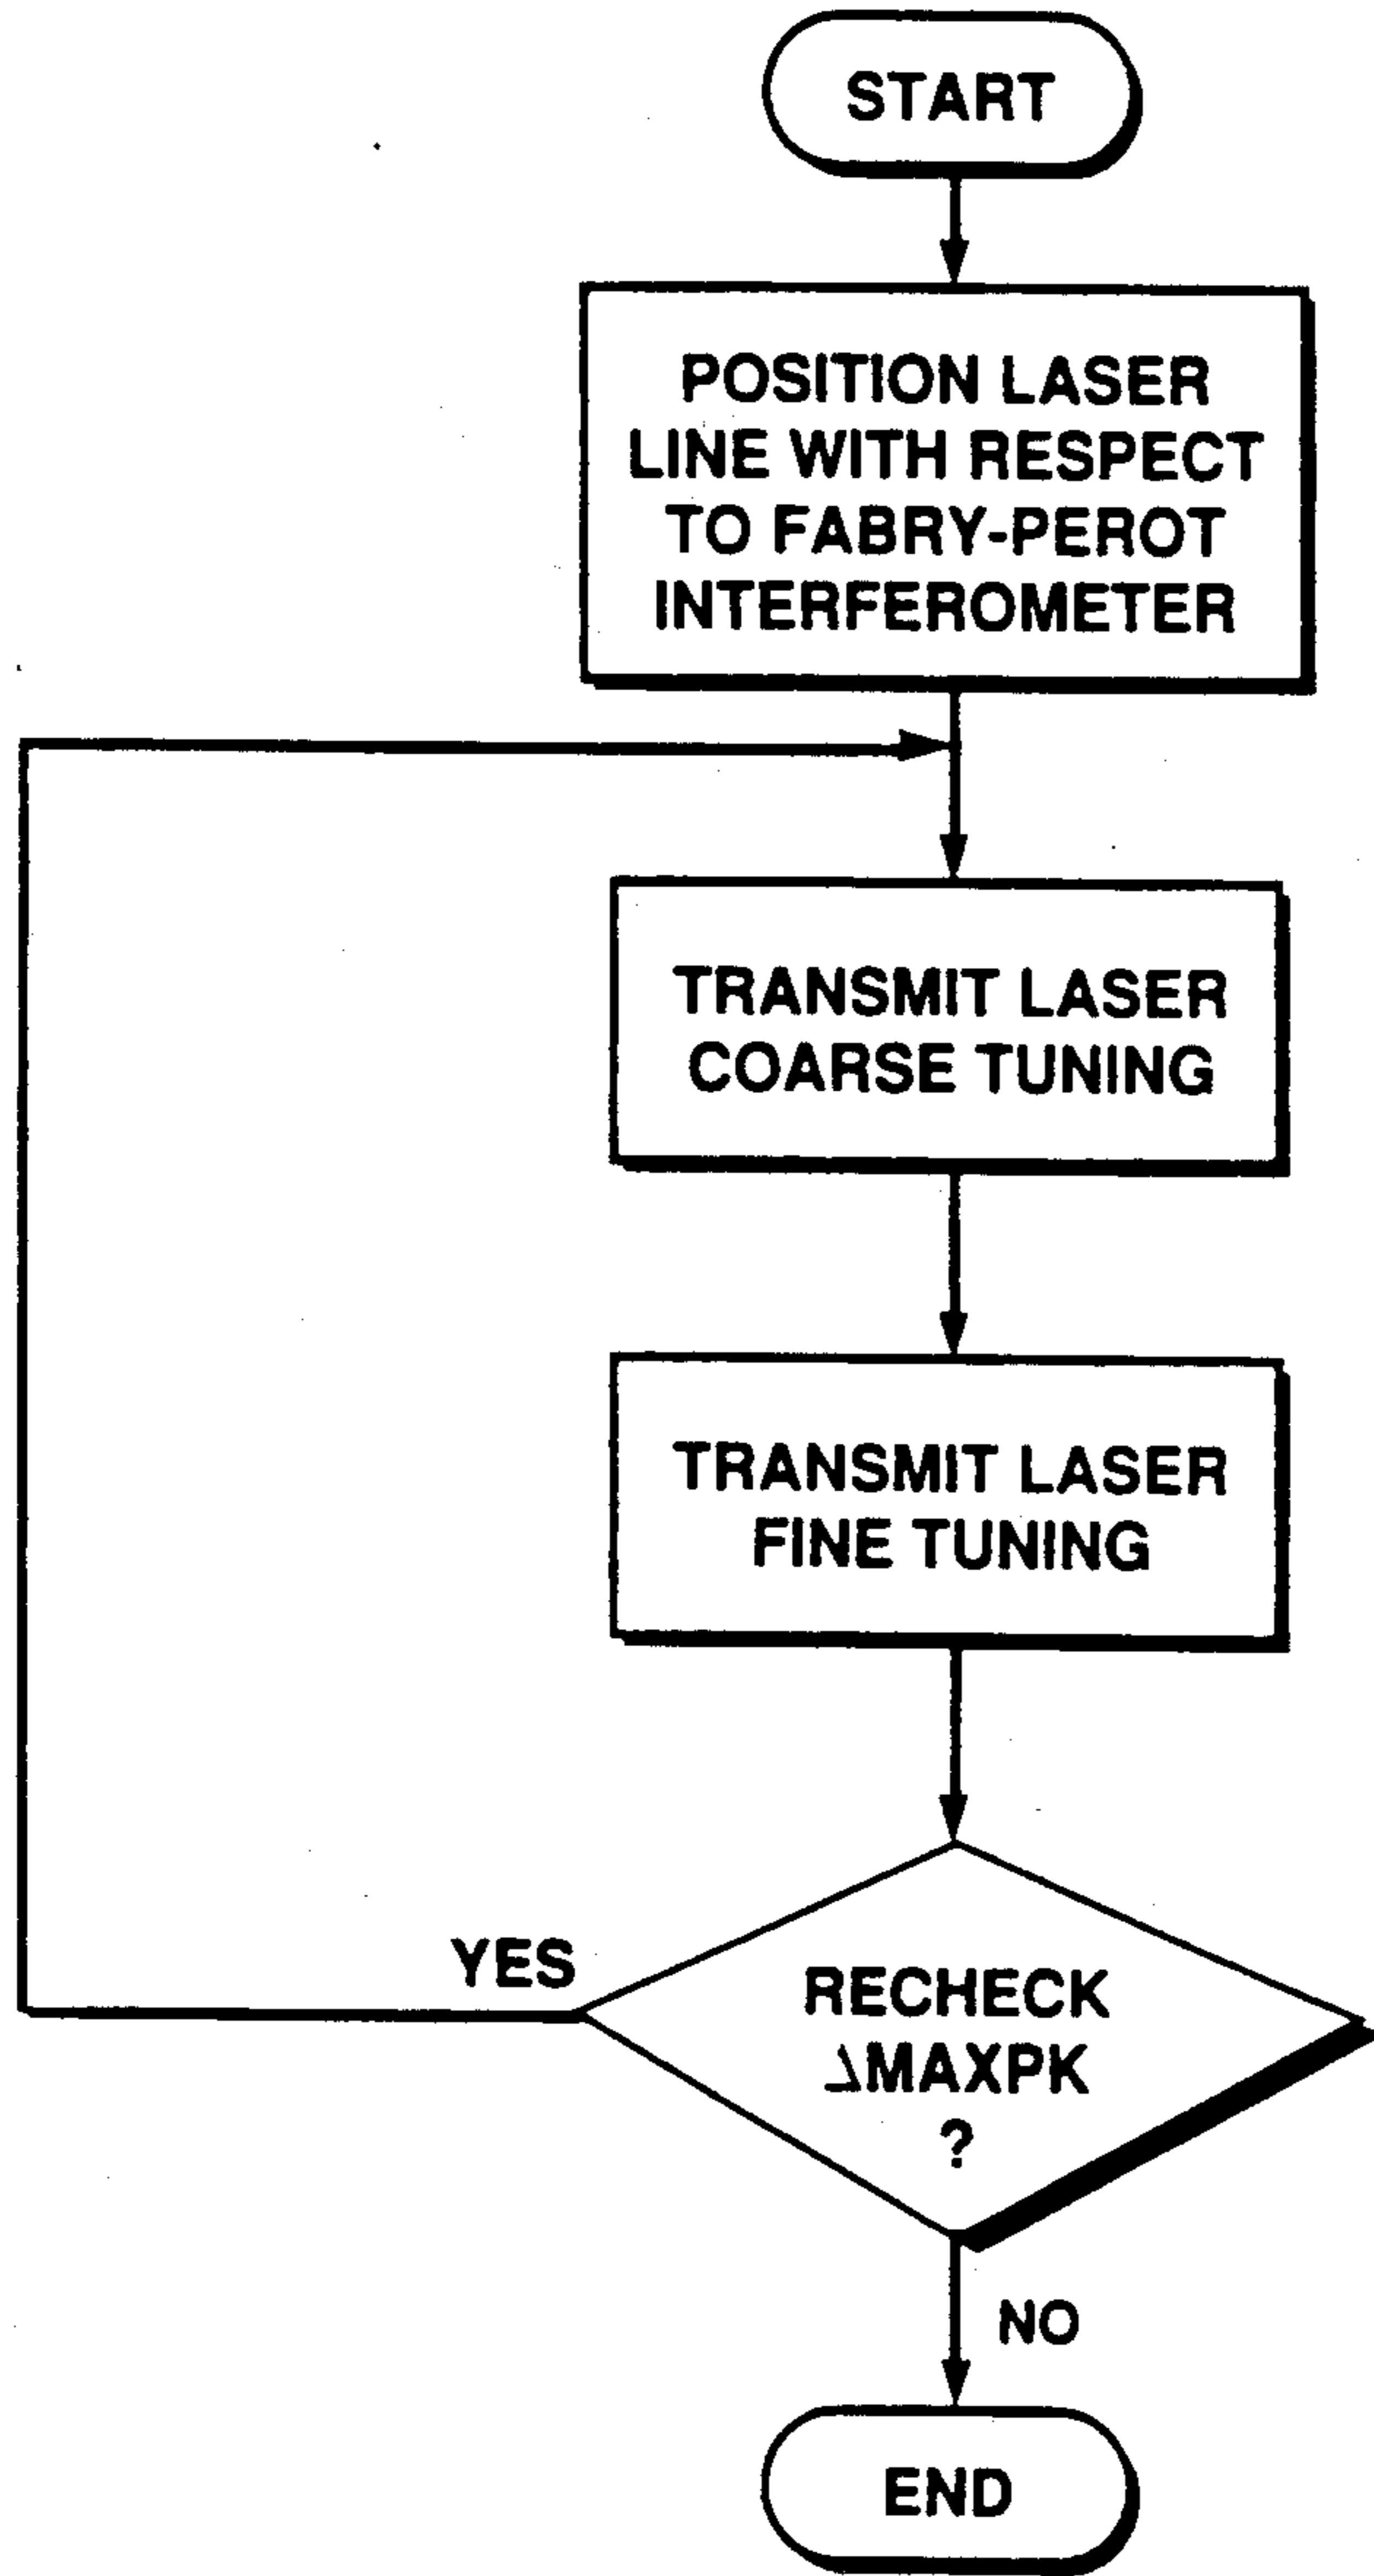 START
POSITION LASER
LINE WITH RESPECT
TO FABRY-PEROT
INTERFEROMETER
TRANSMIT LASER
COARSE TUNING
TRANSMIT LASER
FINE TUNING
YES
RECHECK
ΔMAXPK
?
NO
END